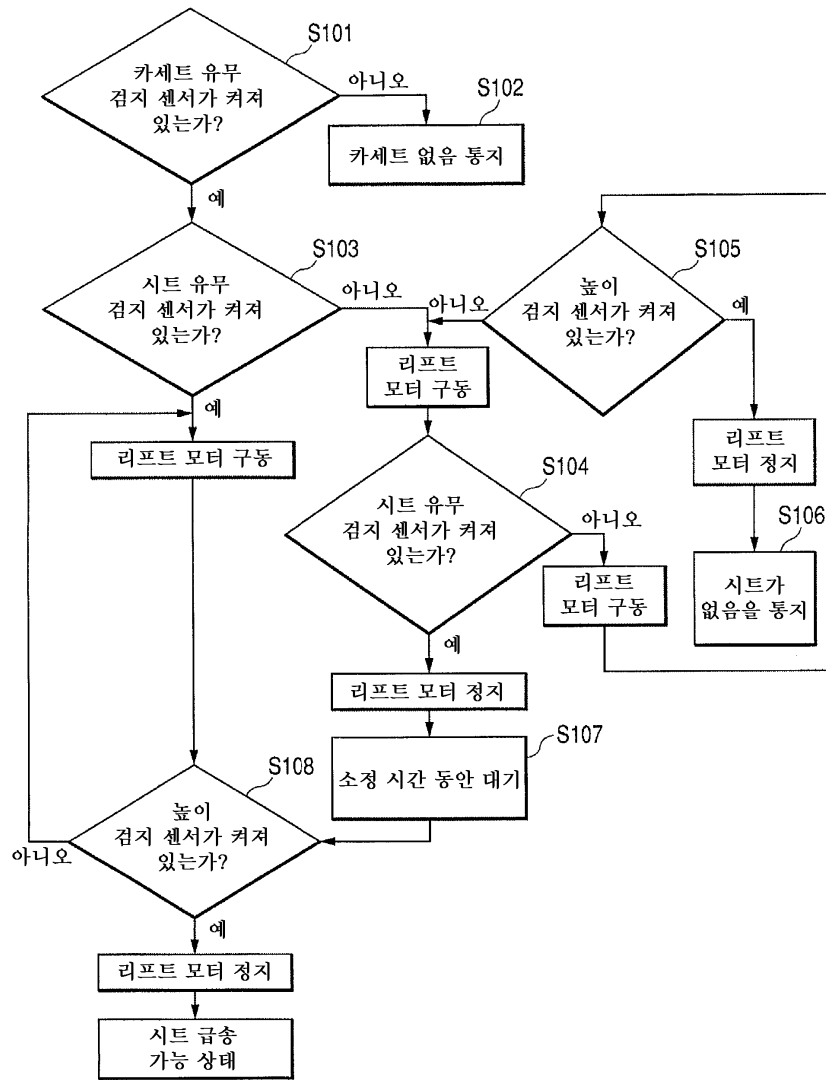 S101
카세트 유무
검지 센서가 켜져
있는가?
아니오
S102
카세트 없음 통지
예
S103
시트 유무
검지 센서가 켜져
있는가?
아니오
아니오
S105
높이
검지 센서가 켜져
있는가?
예
리프트
모터 구동
예
리프트 모터 구동
리프트
모터 정지
S104
시트 유무
검지 센서가 켜져
있는가?
아니오
S106
시트가
없음을 통지
리프트
모터 구동
예
리프트 모터 정지
S107
소정 시간 동안 대기
S108
높이
검지 센서가 켜져
있는가?
아니오
예
리프트 모터 정지
시트 급송
가능 상태